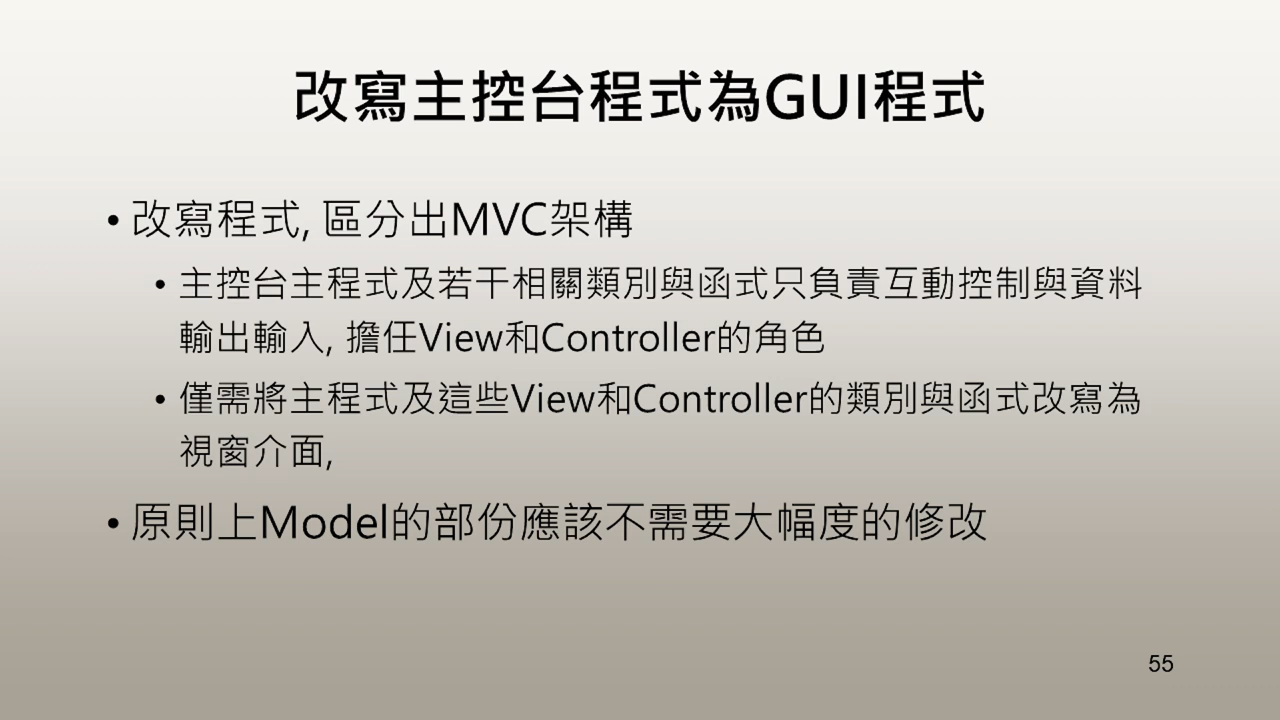 改寫主控台程式為GUI程式
• 改寫程式, 區分出MVC架構
• 主控台主程式及若干相關類別與函式只負責互動控制與資料
輸出輸入, 擔任View和Controller的角色
• 僅需將主程式及這些View和Controller的類別與函式改寫為
視窗介面,
• 原則上Model的部份應該不需要大幅度的修改
55